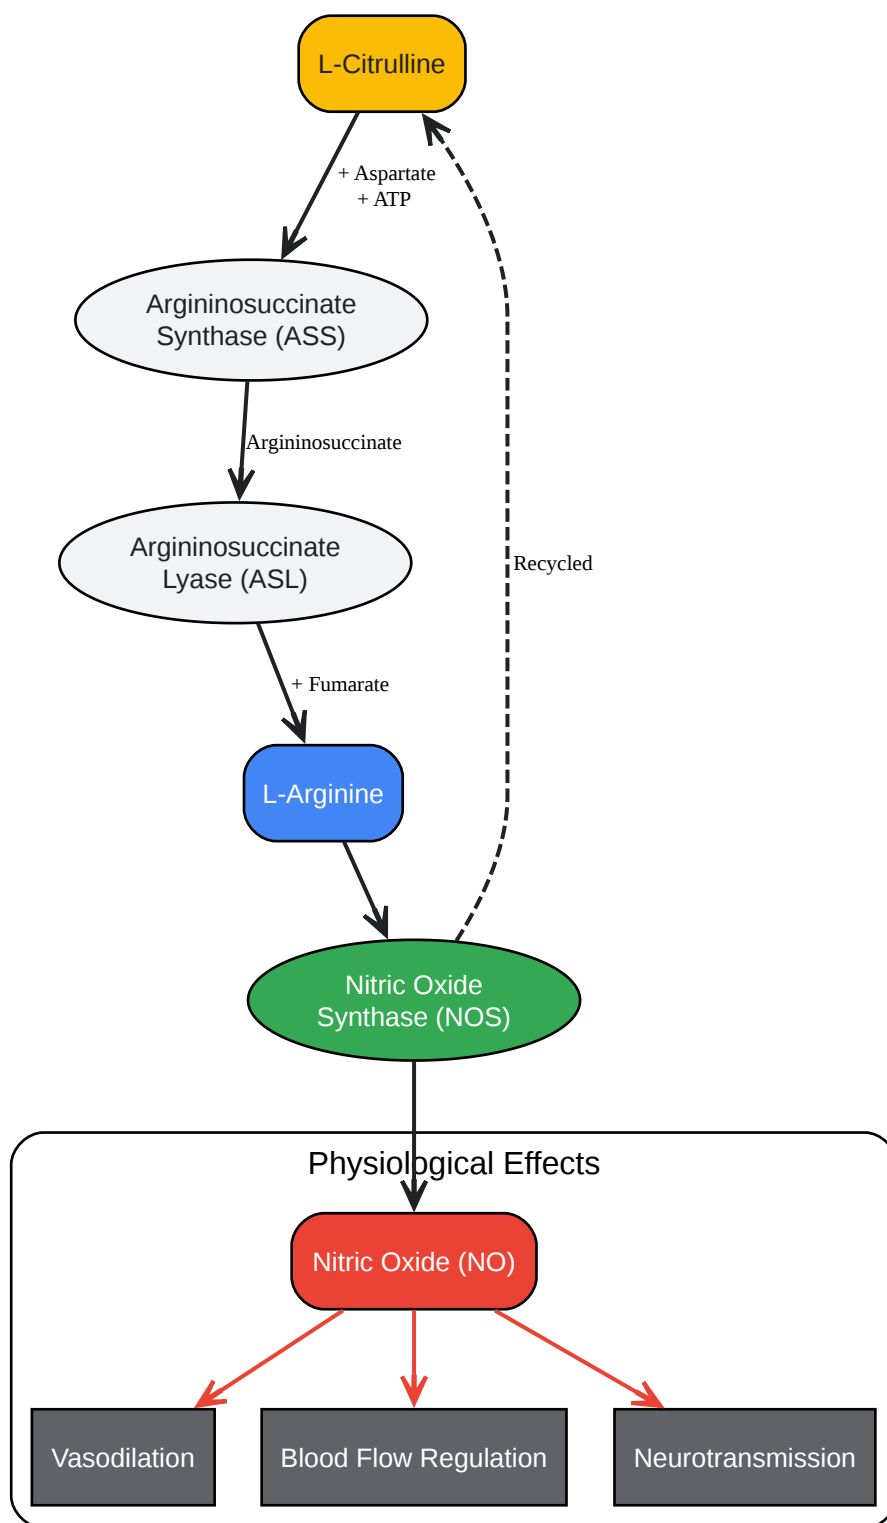 L-Citrulline
+ Aspartate
+ ATP
Argininosuccinate
Synthase (ASS)
Argininosuccinate
Argininosuccinate
Lyase (ASL)
Recycled
+ Fumarate
L-Arginine
Nitric Oxide
Synthase (NOS)
Physiological Effects
Nitric Oxide (NO)
Vasodilation
Blood Flow Regulation
Neurotransmission